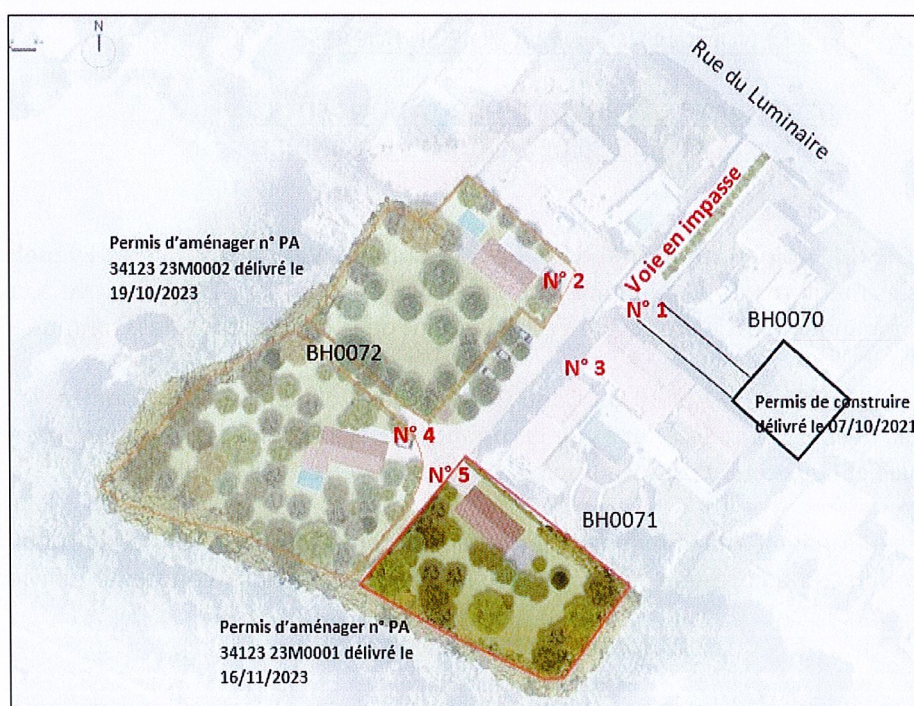 N
Rue du Luminaire
Voie en impasse
Permis d'aménager n° PA
34123 23M0002 délivré le
19/10/2023
N° 2
N° 1
BH0070
BH0072
N° 3
Permis de construire
délivré le 07/10/2021
N° 4
N° 5
BH0071
Permis d'aménager n° PA
34123 23M0001 délivré le
16/11/2023